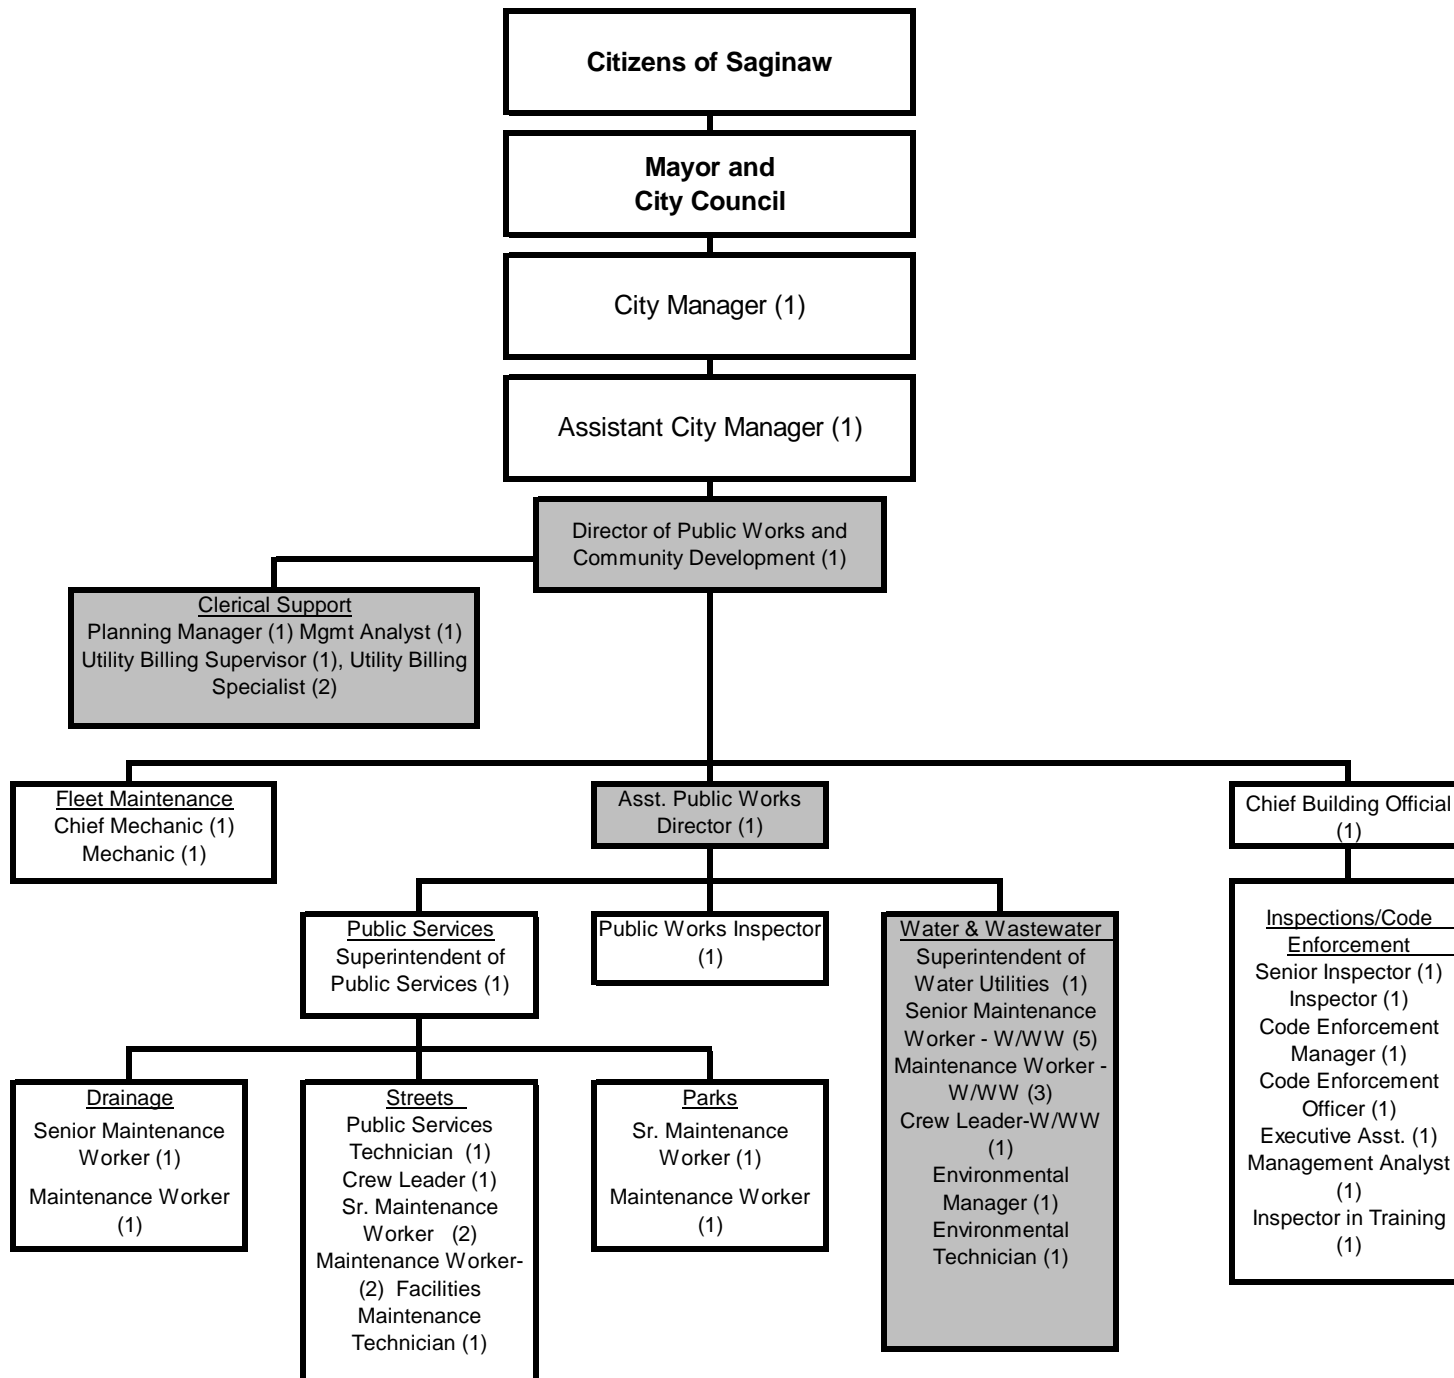 Citizens of Saginaw
Mayor and
City Council
City Manager (1)
Assistant City Manager (1)
Director of Public Works and
Community Development (1)
Clerical Support
Planning Manager (1) Mgmt Analyst (1)
Utility Billing Supervisor (1), Utility Billing
Specialist (2)
Fleet Maintenance
Chief Mechanic (1)
Mechanic (1)
Asst. Public Works
Director (1)
Chief Building Official
(1)
Public Services
Superintendent of
Public Services (1)
Public Works Inspector
(1)
Water & Wastewater
Superintendent of
Water Utilities (1)
Senior Maintenance
Worker - W/WW (5)
Maintenance Worker -
W/WW (3)
Crew Leader-W/WW
(1)
Environmental
Manager (1)
Environmental
Technician (1)
Inspections/Code
Enforcement
Senior Inspector (1)
Inspector (1)
Code Enforcement
Manager (1)
Code Enforcement
Officer (1)
Executive Asst. (1)
Management Analyst
(1)
Inspector in Training
(1)
Drainage
Senior Maintenance
Worker (1)
Maintenance Worker
(1)
Streets
Public Services
Technician (1)
Crew Leader (1)
Sr. Maintenance
Worker (2)
Maintenance Worker-
(2) Facilities
Maintenance
Technician (1)
Parks
Sr. Maintenance
Worker (1)
Maintenance Worker
(1)